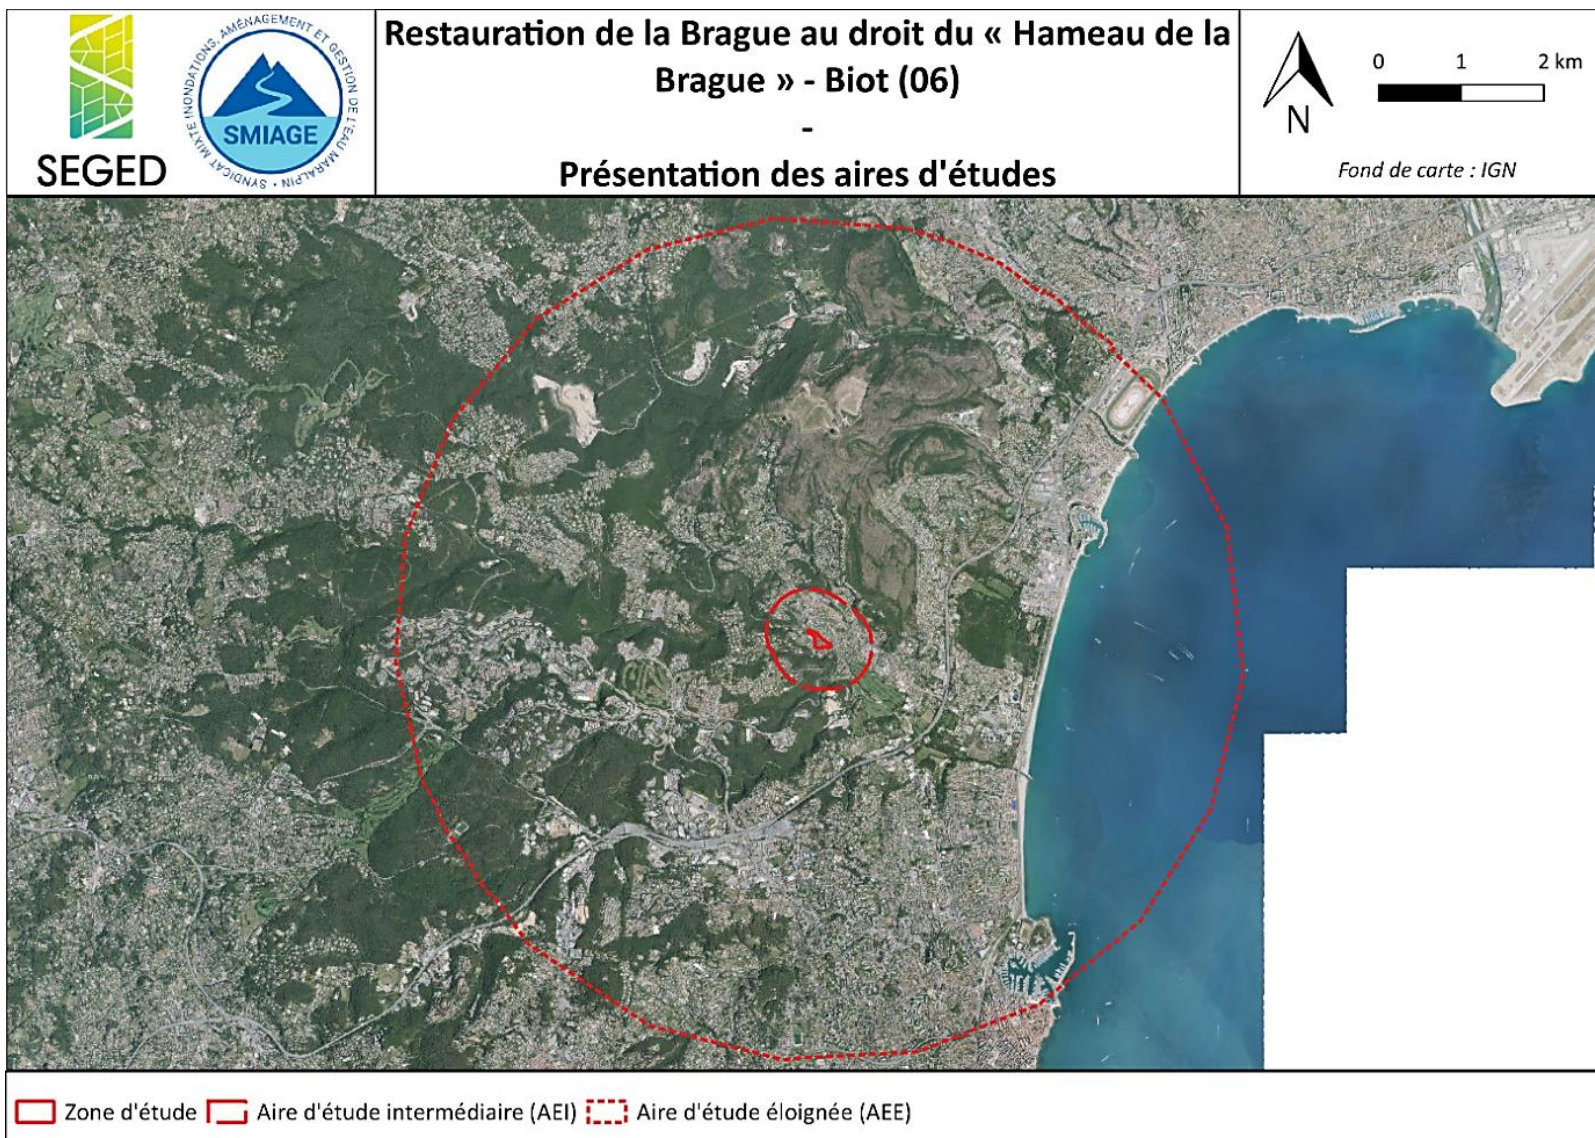 SEGED
SYNDICAT MIXTE INONDATIONS, AMÉNAGEMENT ET GESTION DE L'EAU MARALPIN •
SMIAGE
Restauration de la Brague au droit du « Hameau de la
Brague » - Biot (06)
-
Présentation des aires d'études
N
0 1 2 km
Fond de carte : IGN
Zone d'étude Aire d'étude intermédiaire (AEI) Aire d'étude éloignée (AEE)